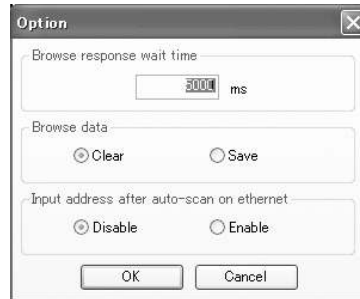 Option
Browse response wait time
5000 ms
Browse data
Clear Save
Input address after auto-scan on ethernet
Disable Enable
OK Cancel